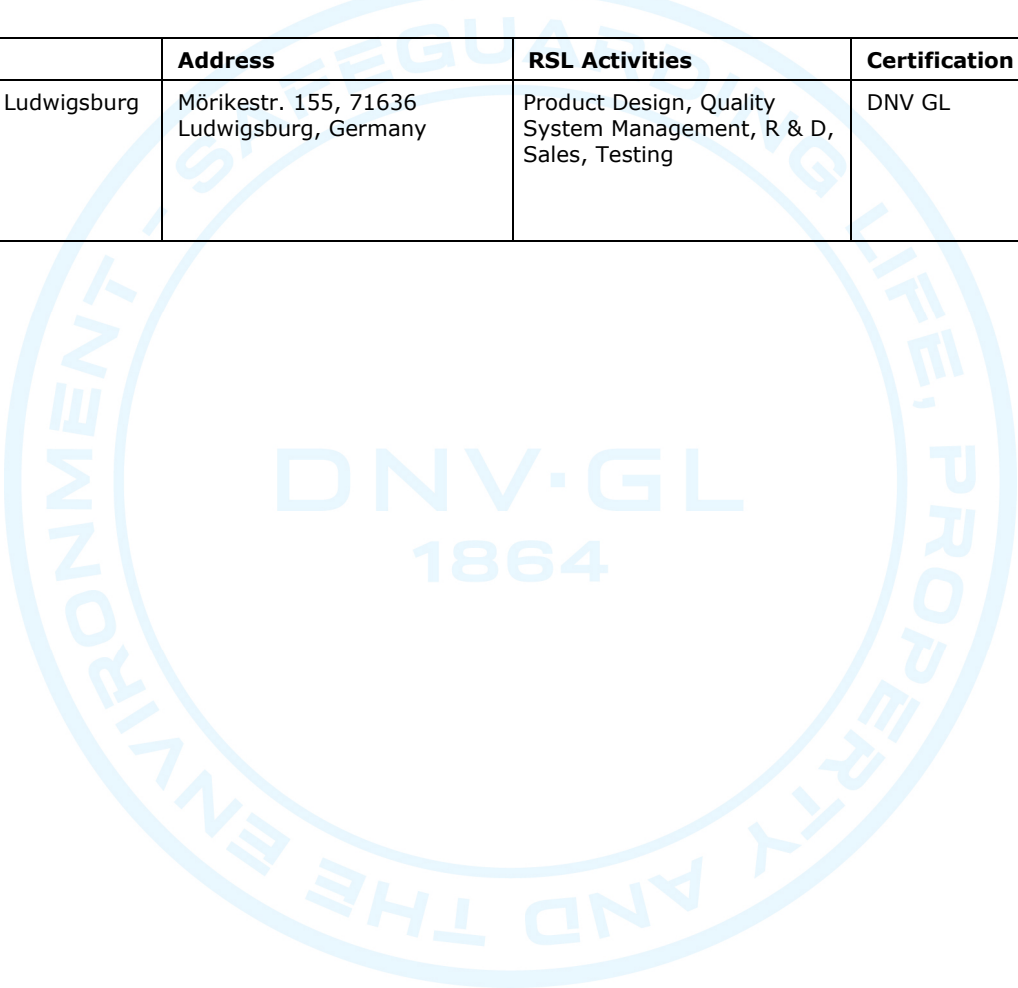 Address RSL Activities Certification
Ludwigsburg Mörikestr. 155, 71636 Product Design, Quality DNV GL
Ludwigsburg, Germany System Management, R & D,
Sales, Testing
SAFEGUARDING LIFE, PROPERTY AND THE ENVIRONMENT -
DNV·GL
1864